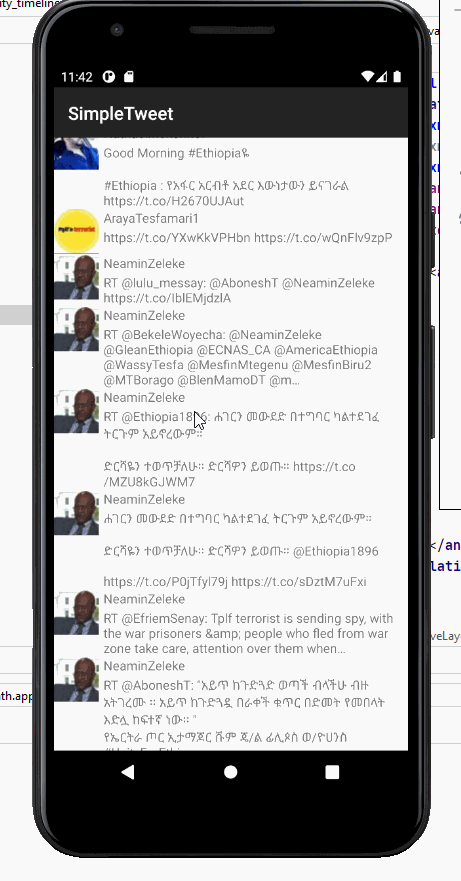 ity_timeline
11:42
SimpleTweet
Good Morning #Ethiopiaዬ
#Ethiopia : የአፋር አርብቶ አደር እውነታውን ይናገራል
https://t.co/H2670UJAut
ArayaTesfamari1
https://t.co/YXwKkVPHbn https://t.co/wQnFlv9zpP
NeaminZeleke
RT @lulu_messay: @AboneshT @NeaminZeleke
https://t.co/IblEMjdzlA
NeaminZeleke
RT @BekeleWoyecha: @NeaminZeleke
@GleanEthiopia @ECNAS_CA @AmericaEthiopia
@WassyTesfa @MesfinMtegenu @MesfinBiru2
@MTBorago @BlenMamoDT @m…
NeaminZeleke
RT @Ethiopia1896: ሐገርን መውደድ በተግባር ካልተደገፈ
ትርጉም አይኖረውም።
ድርሻዬን ተወጥቻለሁ። ድርሻዎን ይወጡ። https://t.co
/MZU8kGJWM7
NeaminZeleke
ሐገርን መውደድ በተግባር ካልተደገፈ ትርጉም አይኖረውም።
ድርሻዬን ተወጥቻለሁ። ድርሻዎን ይወጡ። @Ethiopia1896
https://t.co/P0jTfyl79j https://t.co/sDztM7uFxi
NeaminZeleke
RT @EfriemSenay: Tplf terrorist is sending spy, with
the war prisoners &amp; people who fled from war
zone take care, attention over them when…
NeaminZeleke
RT @AboneshT: "አይጥ ከጉድጓድ ወጣች ብላችሁ ብዙ
አትገረሙ ። አይጥ ከጉድጓዷ በራቀች ቁጥር በድመት የመበላት
እድሏ ከፍተኛ ነው። "
የኤርትራ ጦር ኢታማጆር ሹም ጄ/ል ፊሊጶስ ወ/ዮሀንስ